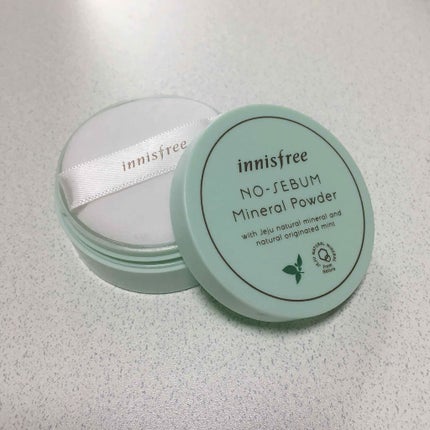 innisfree
innisfree
NO-SEBUM
Mineral Powder
with Jeju natural mineral and
natural originated mint